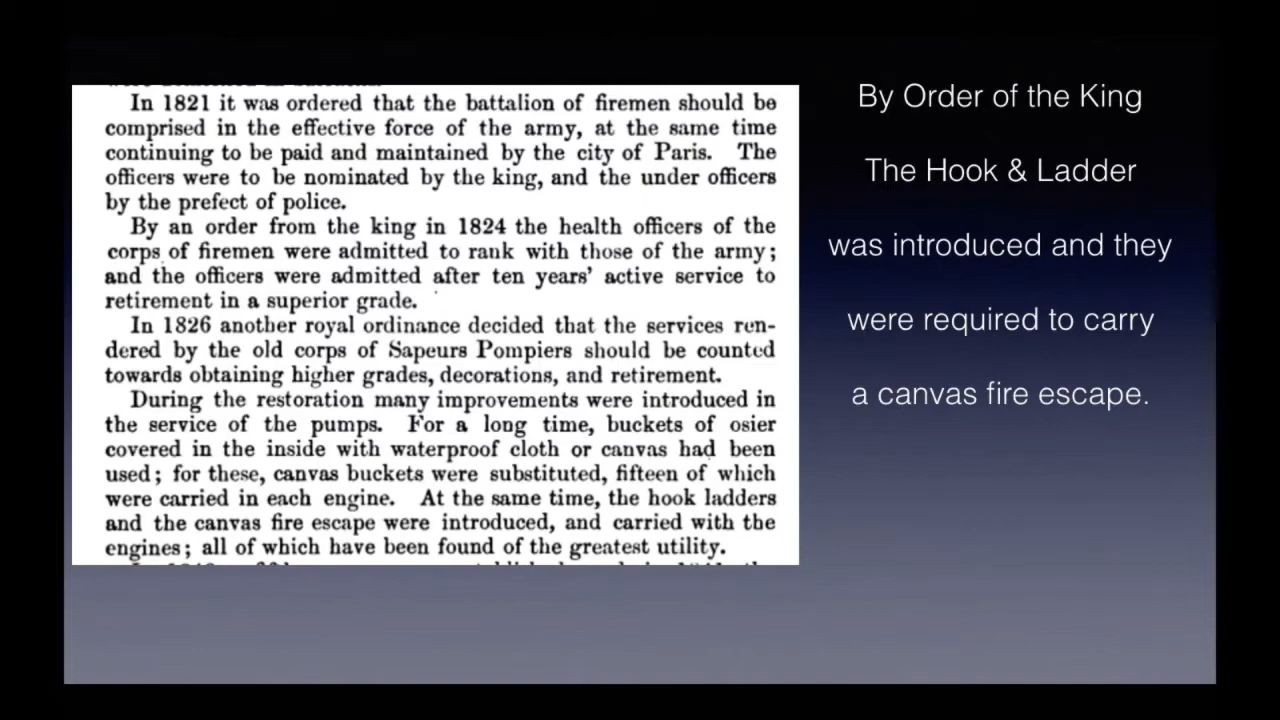 In 1821 it was ordered that the battalion of firemen should be
comprised in the effective force of the army, at the same time
continuing to be paid and maintained by the city of Paris. The
officers were to be nominated by the king, and the under officers
by the prefect of police.
By an order from the king in 1824 the health officers of the
corps of firemen were admitted to rank with those of the army;
and the officers were admitted after ten years' active service to
retirement in a superior grade.
In 1826 another royal ordinance decided that the services ren-
dered by the old corps of Sapeurs Pompiers should be counted
towards obtaining higher grades, decorations, and retirement.
During the restoration many improvements were introduced in
the service of the pumps. For a long time, buckets of osier
covered in the inside with waterproof cloth or canvas had been
used; for these, canvas buckets were substituted, fifteen of which
were carried in each engine. At the same time, the hook ladders
and the canvas fire escape were introduced, and carried with the
engines; all of which have been found of the greatest utility.
By Order of the King
The Hook & Ladder
was introduced and they
were required to carry
a canvas fire escape.